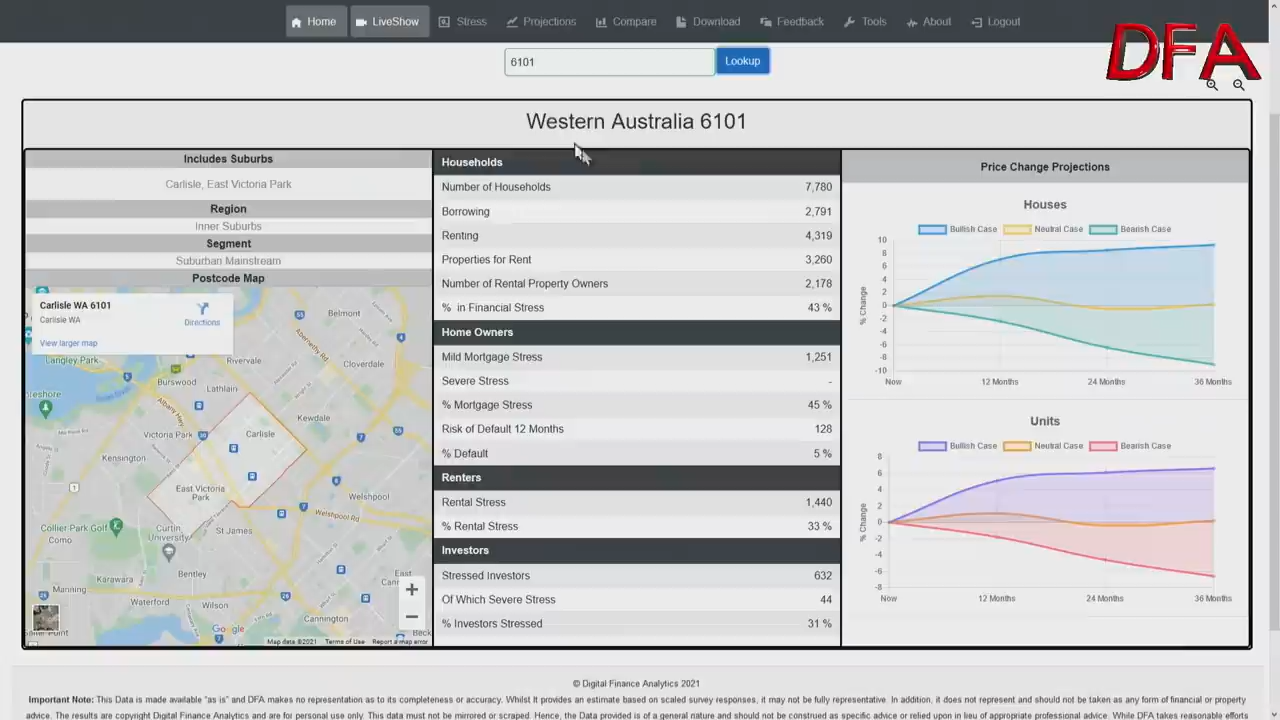 Home
LiveShow
Stress
Projections
Compare
Download
Feedback
Tools
About
Logout
DFA
6101
Lookup
Western Australia 6101
Includes Suburbs
Carlisle, East Victoria Park
Region
Inner Suburbs
Segment
Suburban Mainstream
Postcode Map
Carlisle WA 6101
Carlisle WA
Directions
View larger map
Belmont
Abernethy Rd
Langley Park
Rivervale
Cloverdale
Burswood
Lathlain
Albany Hwy
Kewdale
Victoria Park
Carlisle
Kensington
East Victoria
Park
Welshpool
Welshpool Rd
Collier Park Golf
Como
Curtin
University
St James
Bentley
Karawara
Manning
Waterford
Wilson
Cannington
East
Google
Map data ©2021
Terms of Use
Report a map error
Households
Number of Households 7,780
Borrowing 2,791
Renting 4,319
Properties for Rent 3,260
Number of Rental Property Owners 2,178
% in Financial Stress 43 %
Home Owners
Mild Mortgage Stress 1,251
Severe Stress -
% Mortgage Stress 45 %
Risk of Default 12 Months 128
% Default 5 %
Renters
Rental Stress 1,440
% Rental Stress 33 %
Investors
Stressed Investors 632
Of Which Severe Stress 44
% Investors Stressed 31 %
Price Change Projections
Houses
Bullish Case Neutral Case Bearish Case
% Change
10
8
6
4
2
0
-2
-4
-6
-8
-10
Now 12 Months 24 Months 36 Months
Units
Bullish Case Neutral Case Bearish Case
% Change
8
6
4
2
0
-2
-4
-6
-8
Now 12 Months 24 Months 36 Months
© Digital Finance Analytics 2021
Important Note: This Data is made available “as is” and DFA makes no representation as to its completeness or accuracy. Whilst It provides an estimate based on scaled survey responses, it may not be fully representative. In addition, it does not represent and should not be taken as any form of financial or property
advice. The results are copyright Digital Finance Analytics and are for personal use only. This data must not be mirrored or scraped. Hence, the Data provided is of a general nature and should not be construed as specific advice or relied upon in lieu of appropriate professional advice. While DFA takes reasonable efforts